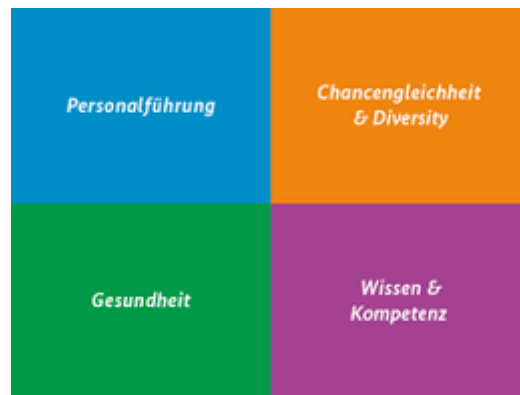 Personalführung
Chancengleichheit
& Diversity
Gesundheit
Wissen &
Kompetenz